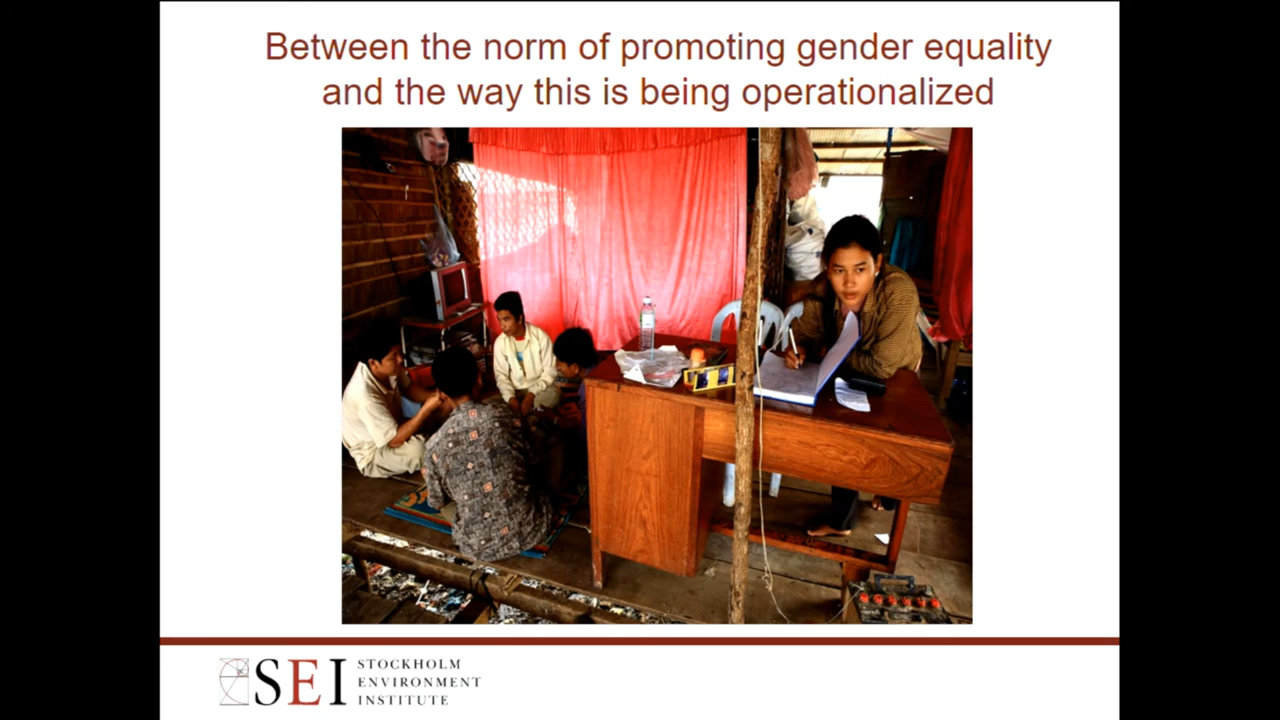 Between the norm of promoting gender equality
and the way this is being operationalized
SEI
STOCKHOLM
ENVIRONMENT
INSTITUTE